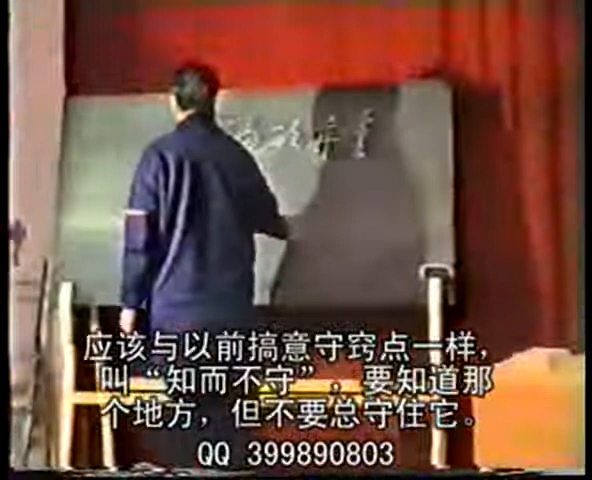 应该与以前搞意守窍点一样，
叫“知而不守”，要知道那
个地方，但不要总守住它。
QQ 399890803